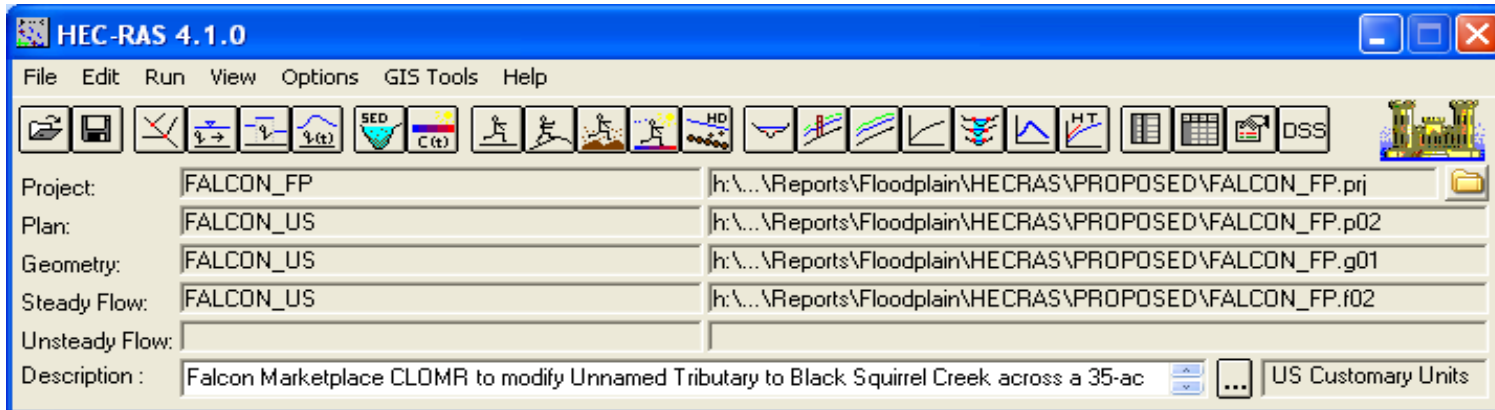 HEC-RAS 4.1.0
File Edit Run View Options GIS Tools Help
SED HD HT DSS
q(t) C(t)
Project: FALCON_FP h:\...\Reports\Floodplain\HECRAS\PROPOSED\FALCON_FP.prj
Plan: FALCON_US h:\...\Reports\Floodplain\HECRAS\PROPOSED\FALCON_FP.p02
Geometry: FALCON_US h:\...\Reports\Floodplain\HECRAS\PROPOSED\FALCON_FP.g01
Steady Flow: FALCON_US h:\...\Reports\Floodplain\HECRAS\PROPOSED\FALCON_FP.f02
Unsteady Flow:
Description : Falcon Marketplace CLOMR to modify Unnamed Tributary to Black Squirrel Creek across a 35-ac ... US Customary Units